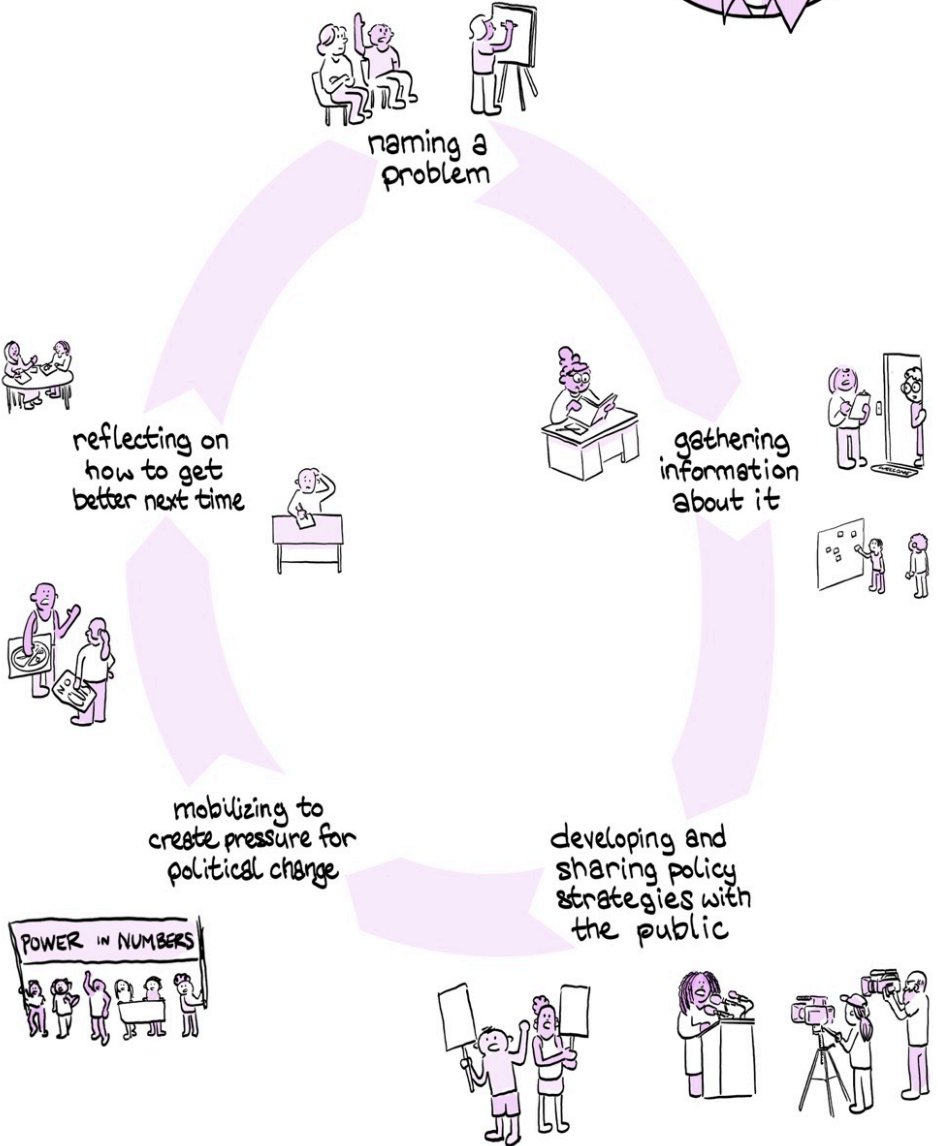 naming a
problem
gathering
information
about it
WELCOME
developing and
sharing policy
strategies with
the public
mobilizing to
create pressure for
political change
POWER IN NUMBERS
reflecting on
how to get
better next time
NO